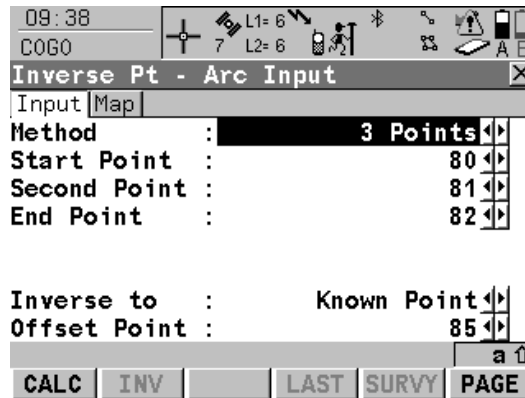 09:38
COGO
7
L1= 6
L2= 6
A B
Inverse Pt - Arc Input
Input Map
Method : 3 Points
Start Point : 80
Second Point : 81
End Point : 82
Inverse to : Known Point
Offset Point : 85
a
CALC INV LAST SURVY PAGE